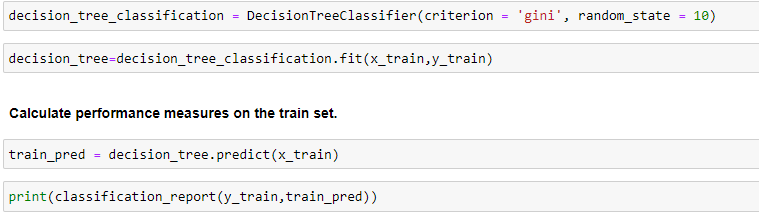 decision_tree_classification = DecisionTreeClassifier(criterion = 'gini', random_state = 10)
decision_tree=decision_tree_classification.fit(x_train,y_train)
Calculate performance measures on the train set.
train_pred = decision_tree.predict(x_train)
print(classification_report(y_train,train_pred))